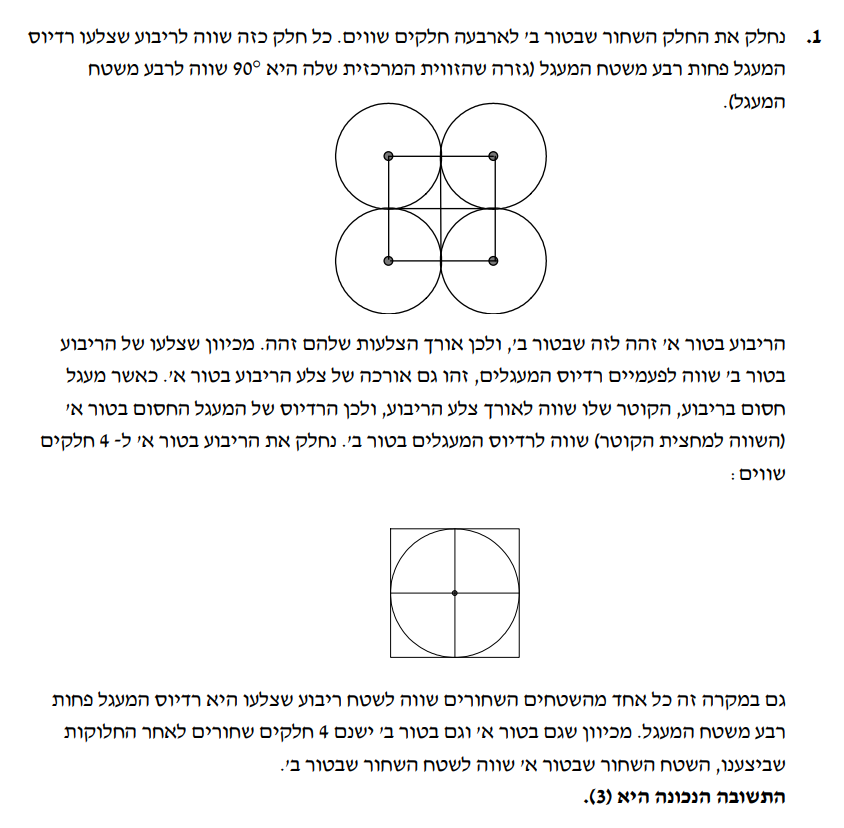 1. נחלק את החלק השחור שבטור ב' לארבעה חלקים שווים. כל חלק כזה שווה לריבוע שצלעו רדיוס
המעגל פחות רבע משטח המעגל (גזרה שהזווית המרכזית שלה היא 90° שווה לרבע משטח
המעגל).
הריבוע בטור א' זהה לזה שבטור ב', ולכן אורך הצלעות שלהם זהה. מכיוון שצלעו של הריבוע
בטור ב' שווה לפעמיים רדיוס המעגלים, זהו גם אורכה של צלע הריבוע בטור א'. כאשר מעגל
חסום בריבוע, הקוטר שלו שווה לאורך צלע הריבוע, ולכן הרדיוס של המעגל החסום בטור א'
(השווה למחצית הקוטר) שווה לרדיוס המעגלים בטור ב'. נחלק את הריבוע בטור א' ל- 4 חלקים
שווים :
גם במקרה זה כל אחד מהשטחים השחורים שווה לשטח ריבוע שצלעו היא רדיוס המעגל פחות
רבע משטח המעגל. מכיוון שגם בטור א' וגם בטור ב' ישנם 4 חלקים שחורים לאחר החלוקות
שביצענו, השטח השחור שבטור א' שווה לשטח השחור שבטור ב'.
התשובה הנכונה היא (3).